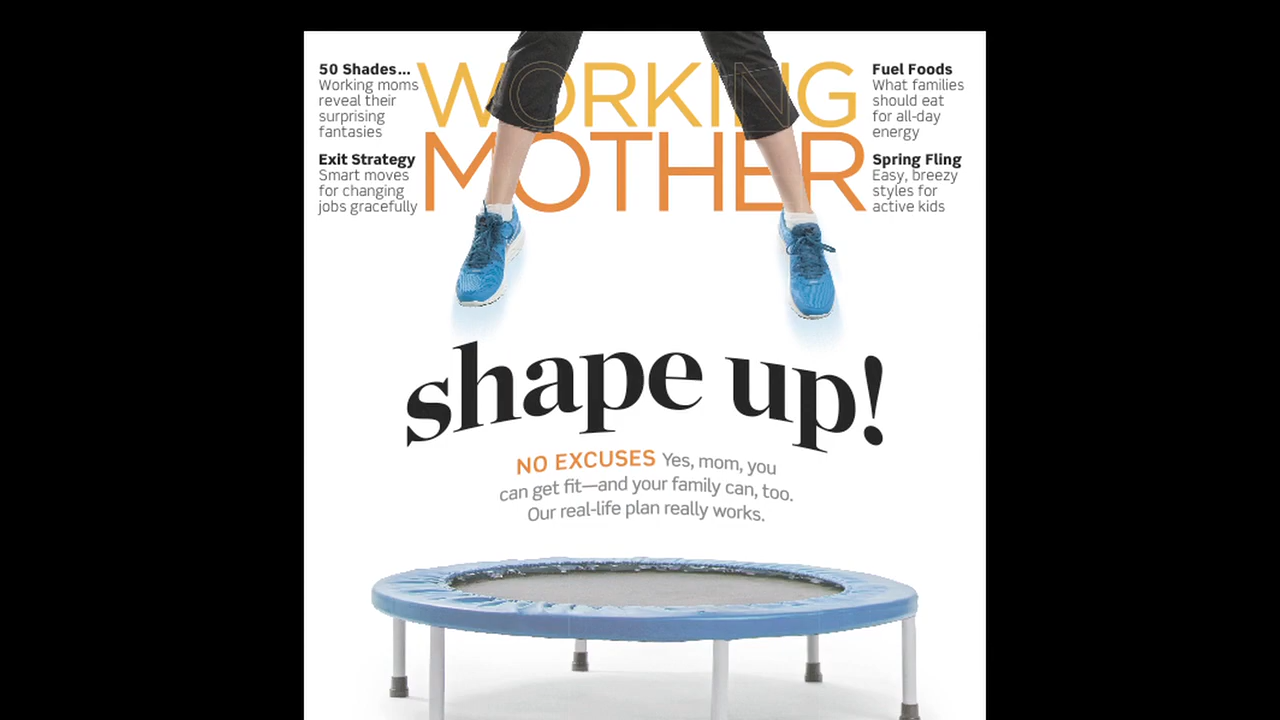 50 Shades...
Working moms
reveal their
surprising
fantasies
Exit Strategy
Smart moves
for changing
jobs gracefully
WORKING
MOTHER
Fuel Foods
What families
should eat
for all-day
energy
Spring Fling
Easy, breezy
styles for
active kids
shape up!
NO EXCUSES Yes, mom, you
can get fit—and your family can, too.
Our real-life plan really works.